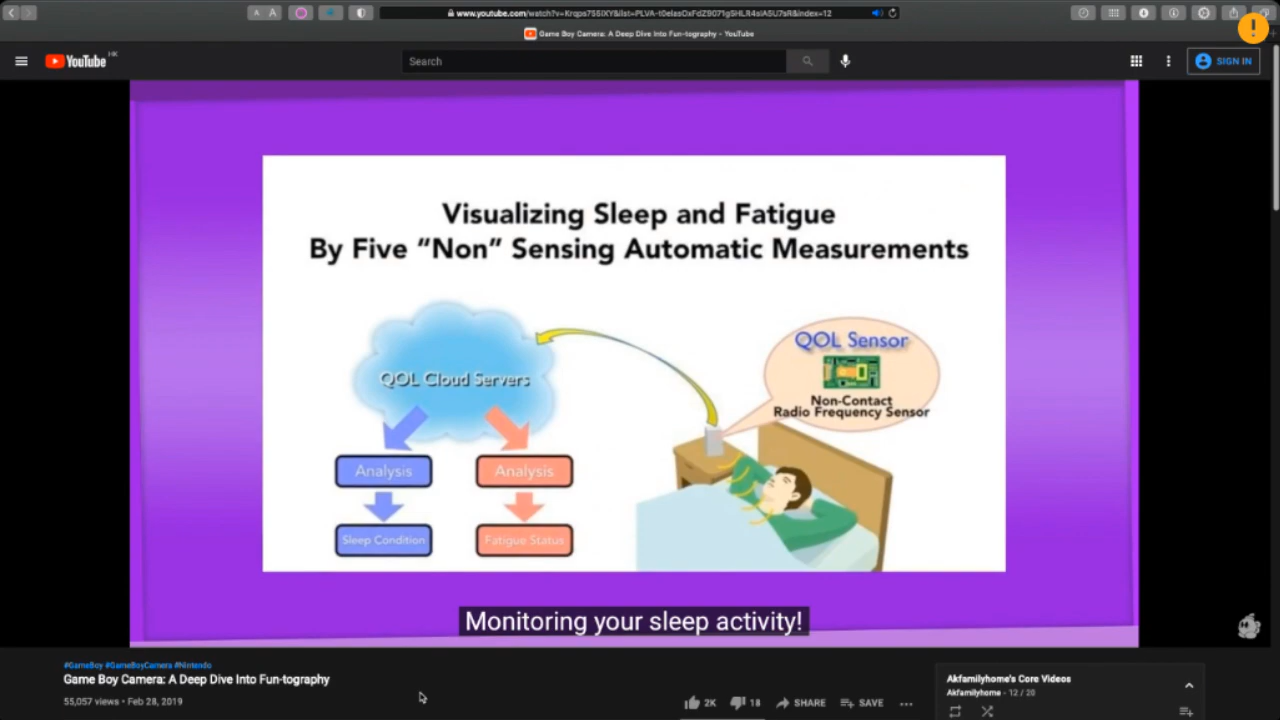 Game Boy Camera: A Deep Dive Into Fun-tography - YouTube
YouTube HK
Search
SIGN IN
Visualizing Sleep and Fatigue
By Five “Non” Sensing Automatic Measurements
QOL Sensor
QOL Cloud Servers
Non-Contact
Radio Frequency Sensor
Analysis
Analysis
Sleep Condition
Fatigue Status
Monitoring your sleep activity!
#GameBoy #GameBoyCamera #Nintendo
Game Boy Camera: A Deep Dive Into Fun-tography
55,057 views • Feb 28, 2019
2K
18
SHARE
SAVE
Akfamilyhome's Core Videos
Akfamilyhome - 12 / 20